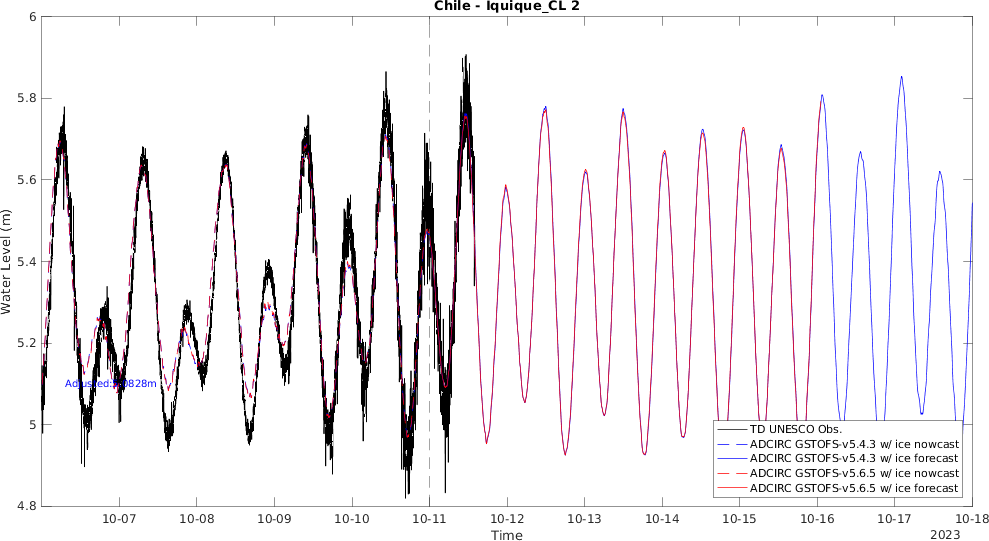 Chile - Iquique_CL 2
Water Level (m)
6
5.8
5.6
5.4
5.2
5
4.8
Adjusted:5.0828m
TD UNESCO Obs.
ADCIRC GSTOFS-v5.4.3 w/ ice nowcast
ADCIRC GSTOFS-v5.4.3 w/ ice forecast
ADCIRC GSTOFS-v5.6.5 w/ ice nowcast
ADCIRC GSTOFS-v5.6.5 w/ ice forecast
10-07 10-08 10-09 10-10 10-11 10-12 10-13 10-14 10-15 10-16 10-17 10-18
Time
2023